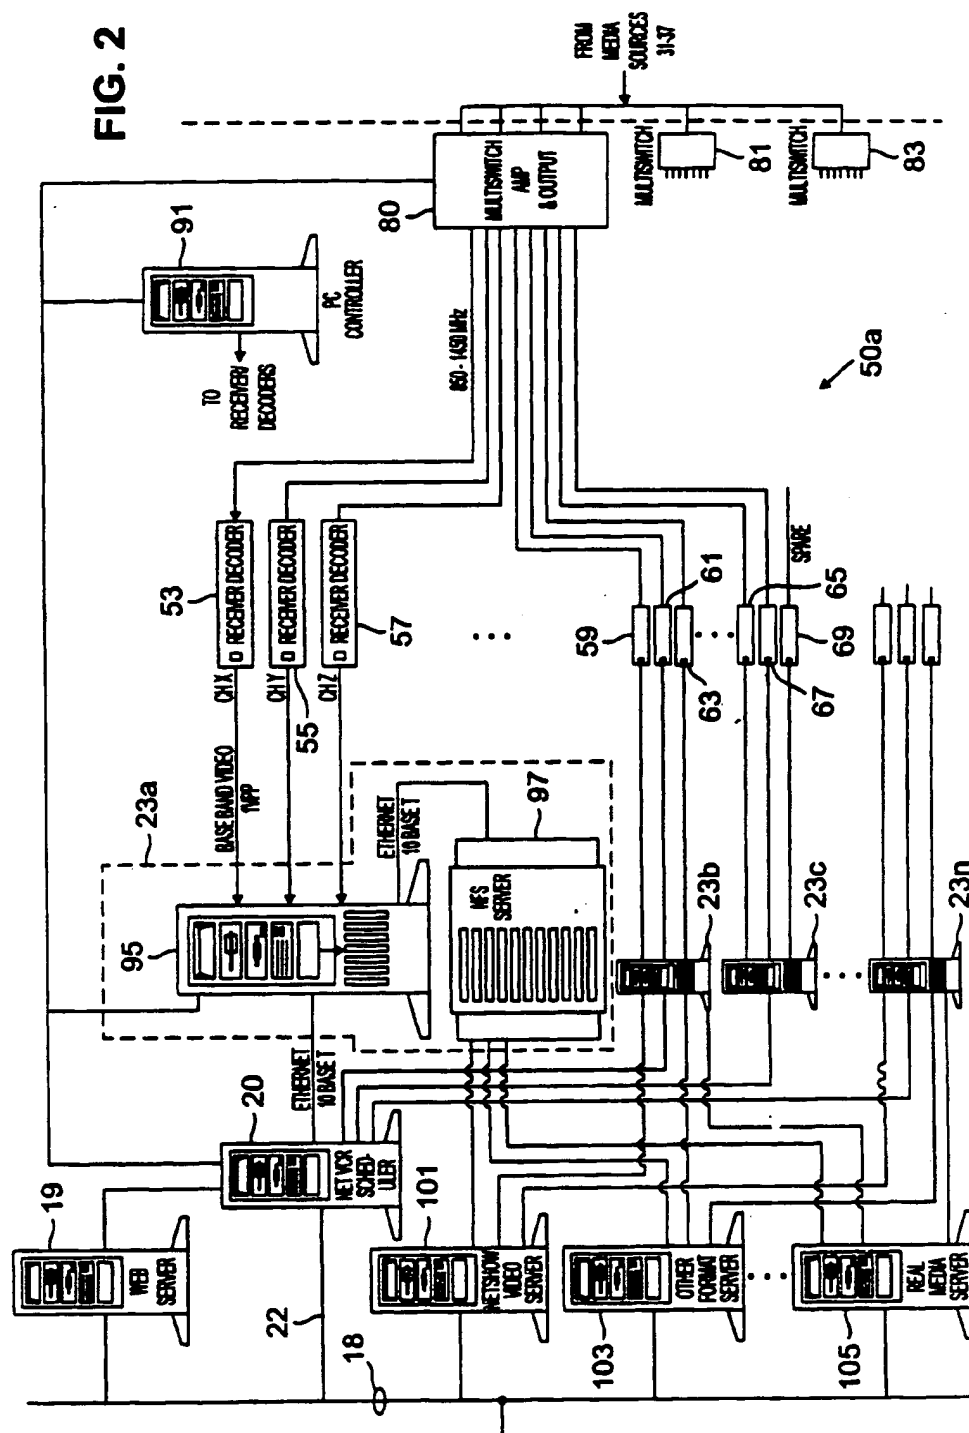 FIG. 2
FROM
MEDIA
SOURCES
31-37
MULTISWITCH
AMP
& OUTPUT
80
MULTISWITCH
81
MULTISWITCH
83
91
PC
CONTROLLER
TO
RECEIVER/
DECODERS
850 - 1450 MHz
50a
53
RECEIVER DECODER
RECEIVER DECODER
RECEIVER DECODER
57
55
CH X
CH Y
CH Z
BASE BAND VIDEO
1VPP
59
61
63
65
67
69
SPARE
23a
95
ETHERNET
10 BASE T
97
NFS
SERVER
23b
23c
23n
ETHERNET
10 BASE T
20
NET VCR
SCHED-
ULER
19
WEB
SERVER
22
18
101
NETSHOW
VIDEO
SERVER
103
OTHER
FORMAT
SERVER
105
REAL
MEDIA
SERVER